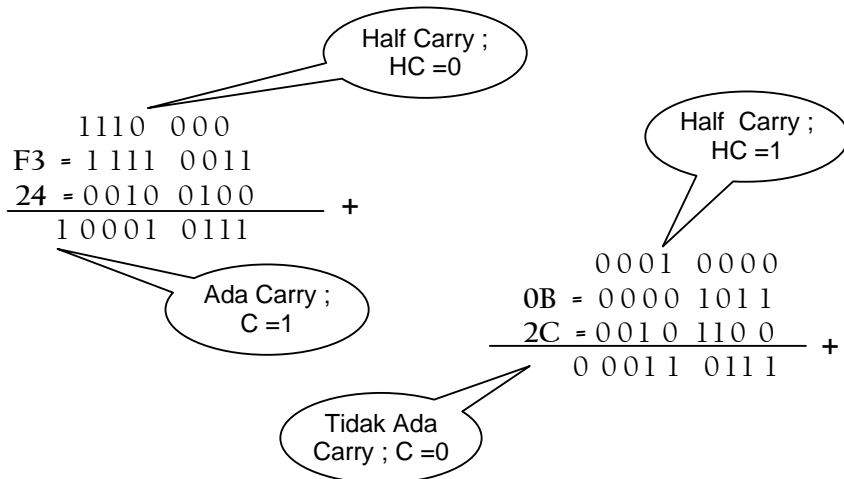 Half Carry ;
HC =0
1110 000
F3 = 1 1111 0011
24 = 0010 0100
+
1 0001 0111
Ada Carry ;
C =1
Half Carry ;
HC=1
0001 0000
0B = 0000 1011
2C = 0010 1100
+
0 0011 0111
Tidak Ada
Carry ; C =0